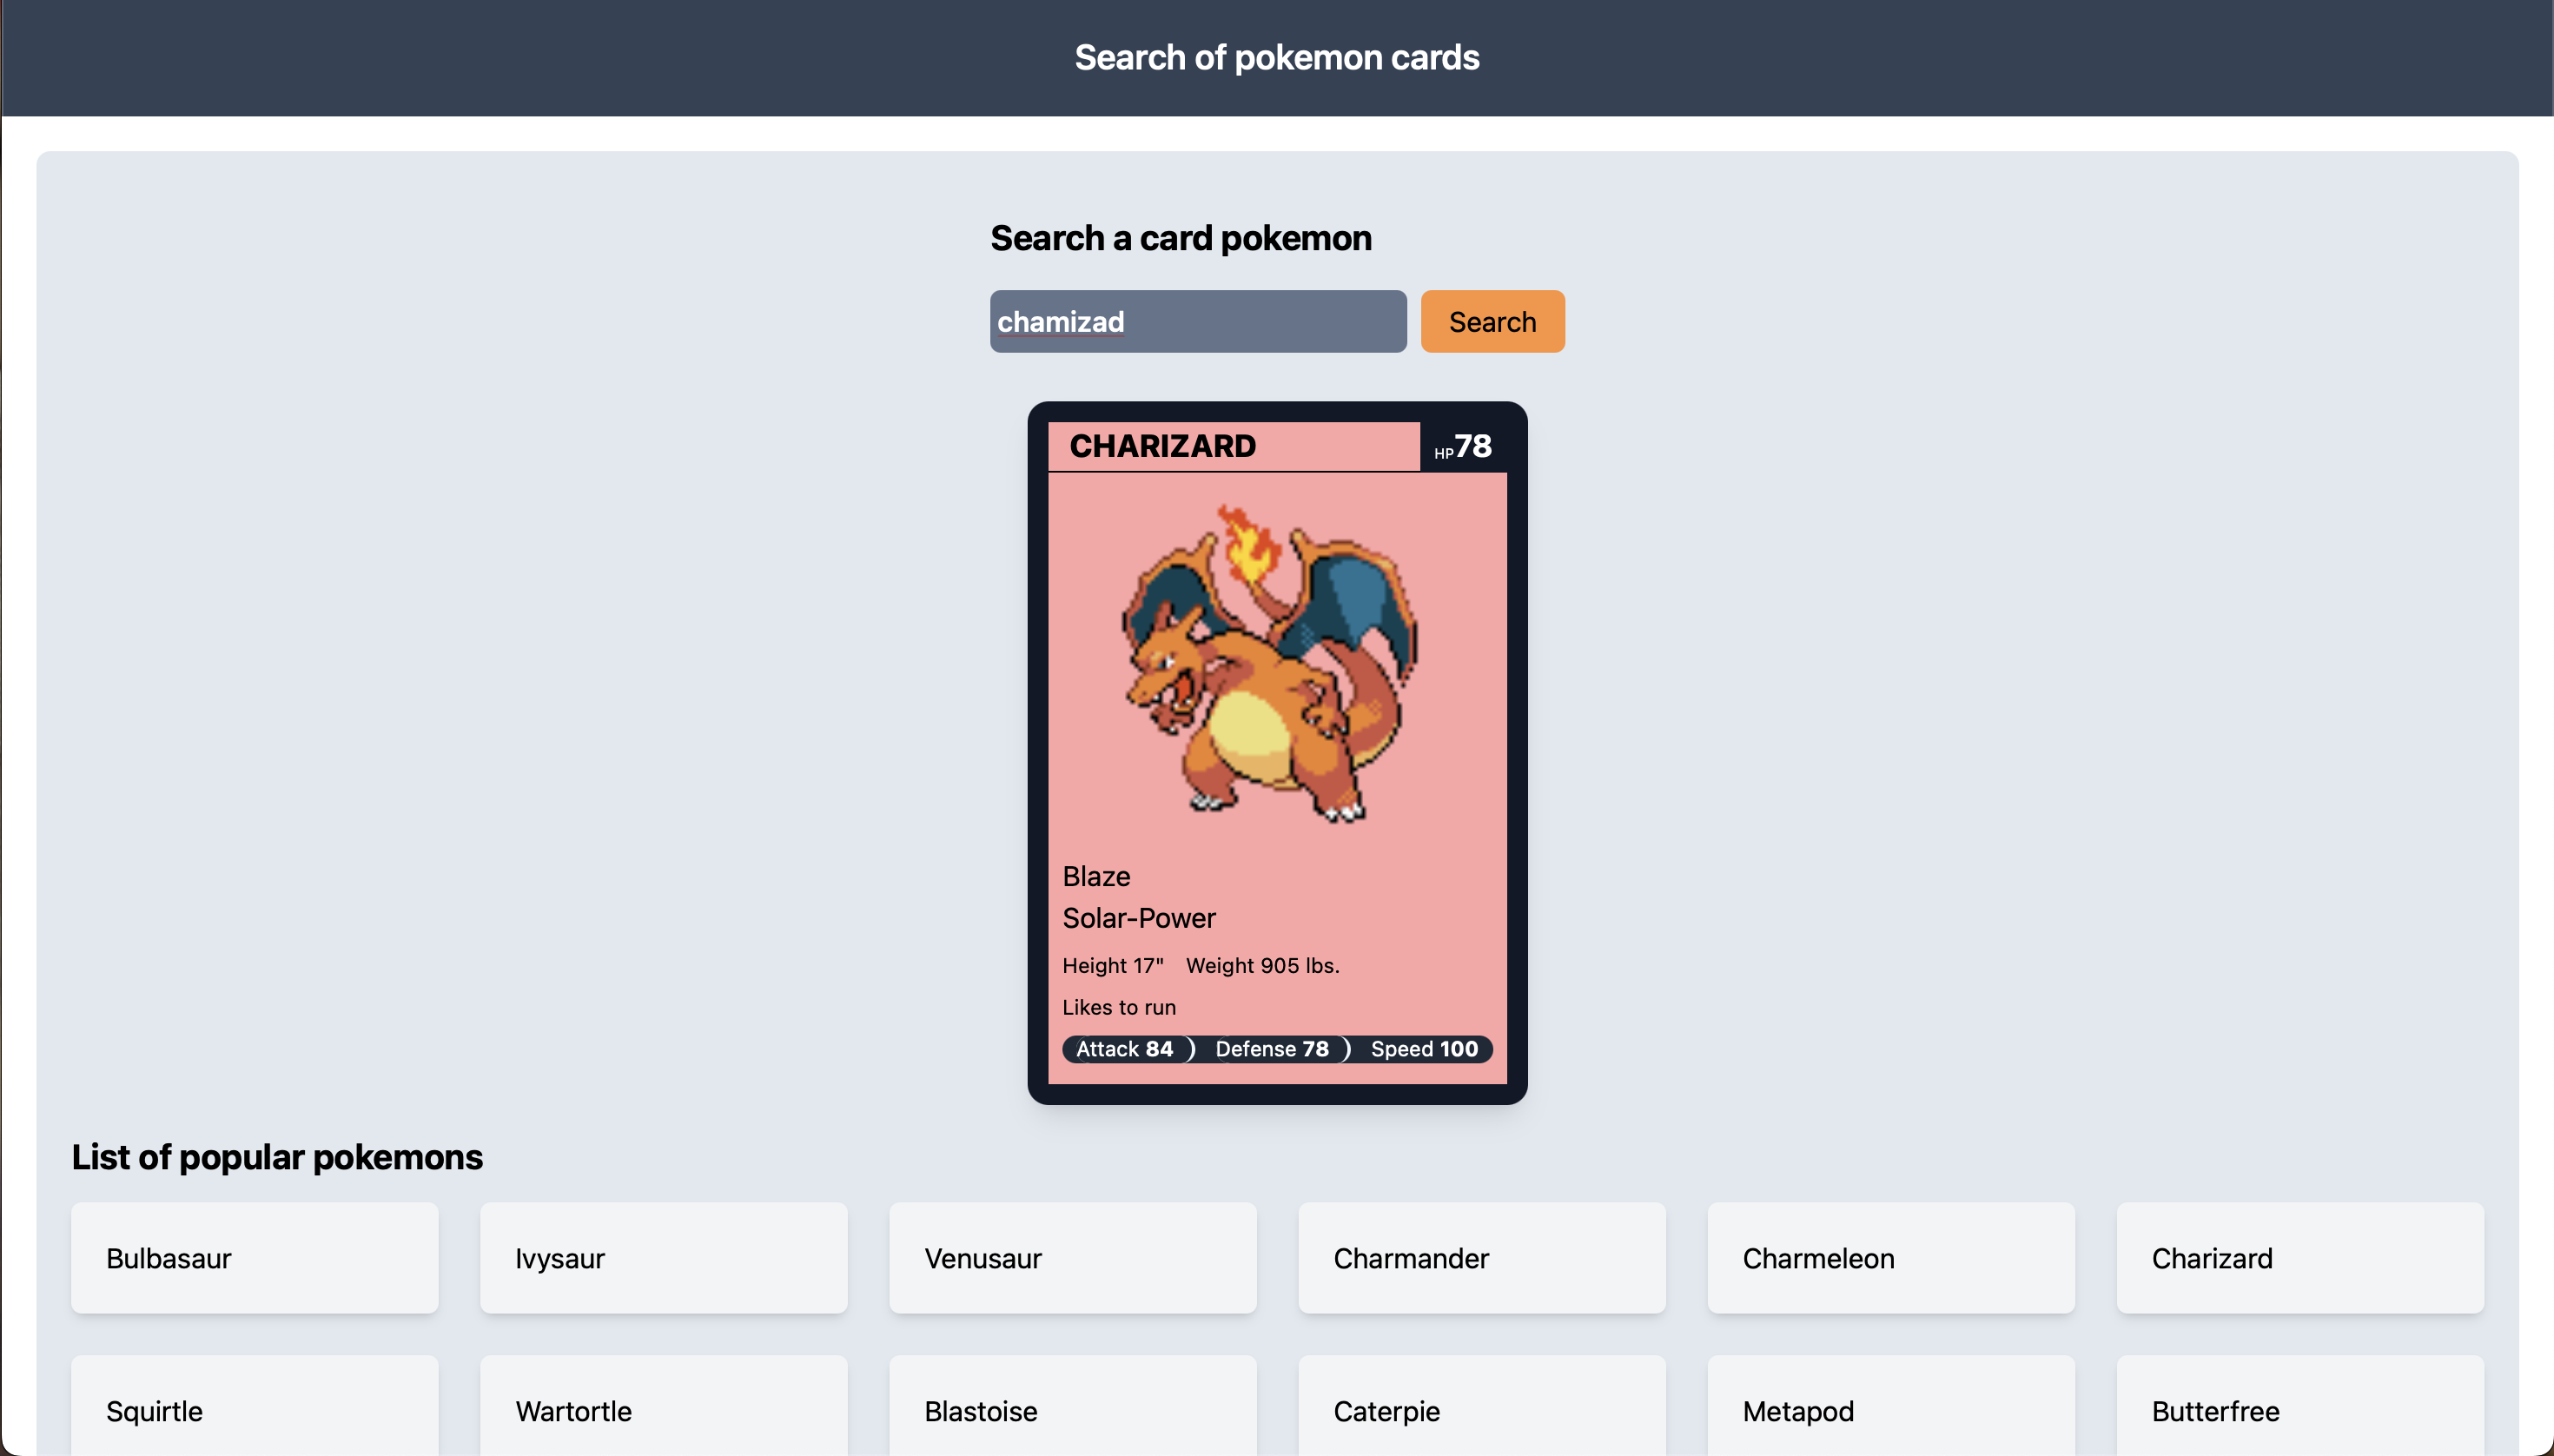 Search of pokemon cards
Search a card pokemon
chamizad Search
CHARIZARD HP78
Blaze
Solar-Power
Height 17" Weight 905 lbs.
Likes to run
Attack 84 Defense 78 Speed 100
List of popular pokemons
Bulbasaur Ivysaur Venusaur Charmander Charmeleon Charizard
Squirtle Wartortle Blastoise Caterpie Metapod Butterfree